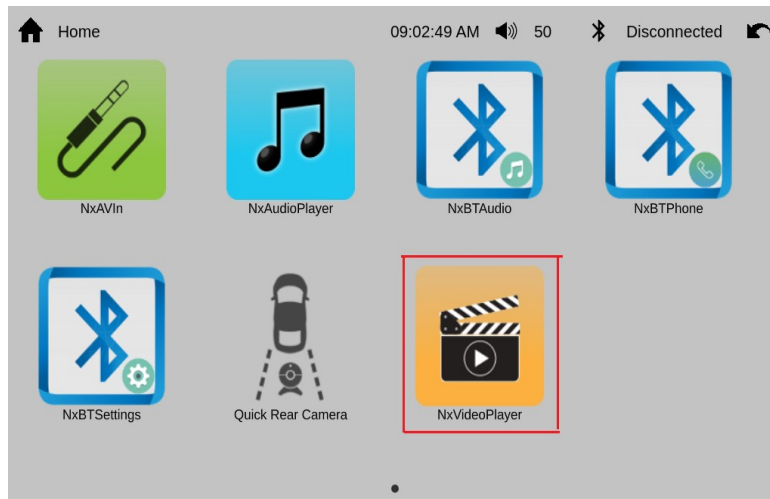 Home 09:02:49 AM 50 Disconnected
NxAVIn NxAudioPlayer NxBTAudio NxBTPhone
NxBTSettings Quick Rear Camera NxVideoPlayer